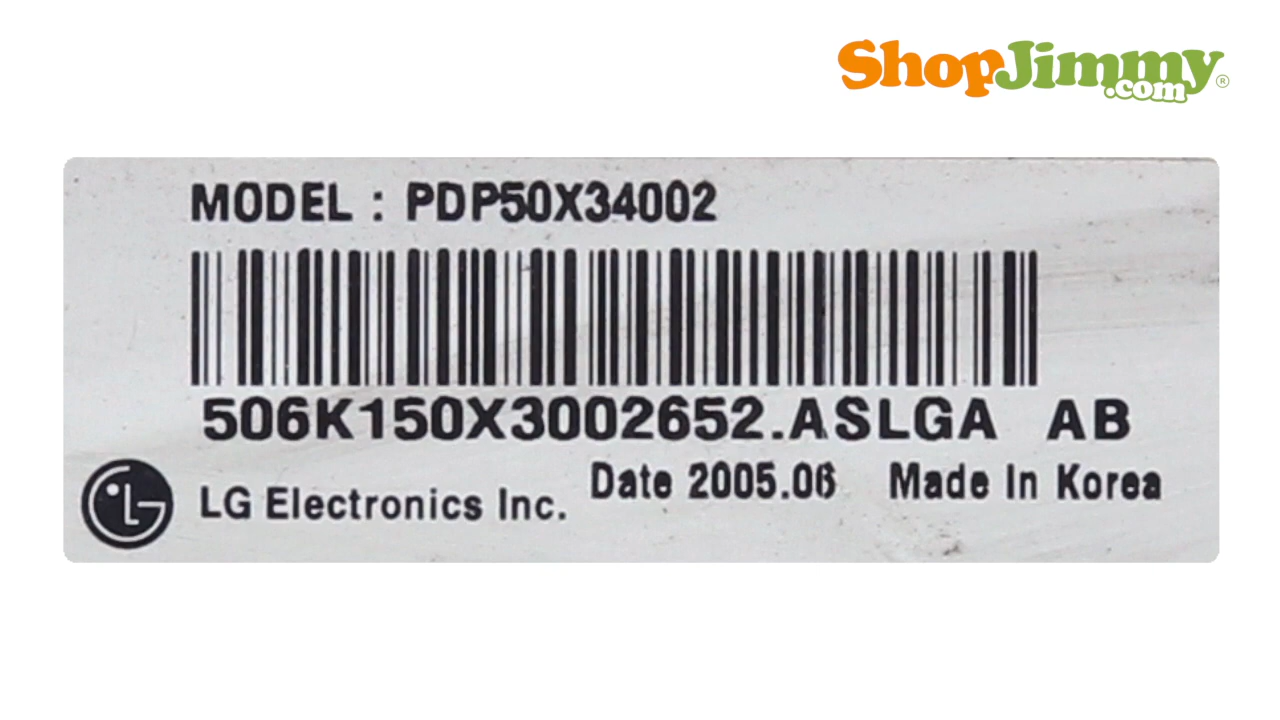 ShopJimmy
.com®
MODEL : PDP50X34002
506K150X3002652.ASLGA AB
LG Electronics Inc.
Date 2005.06 Made In Korea